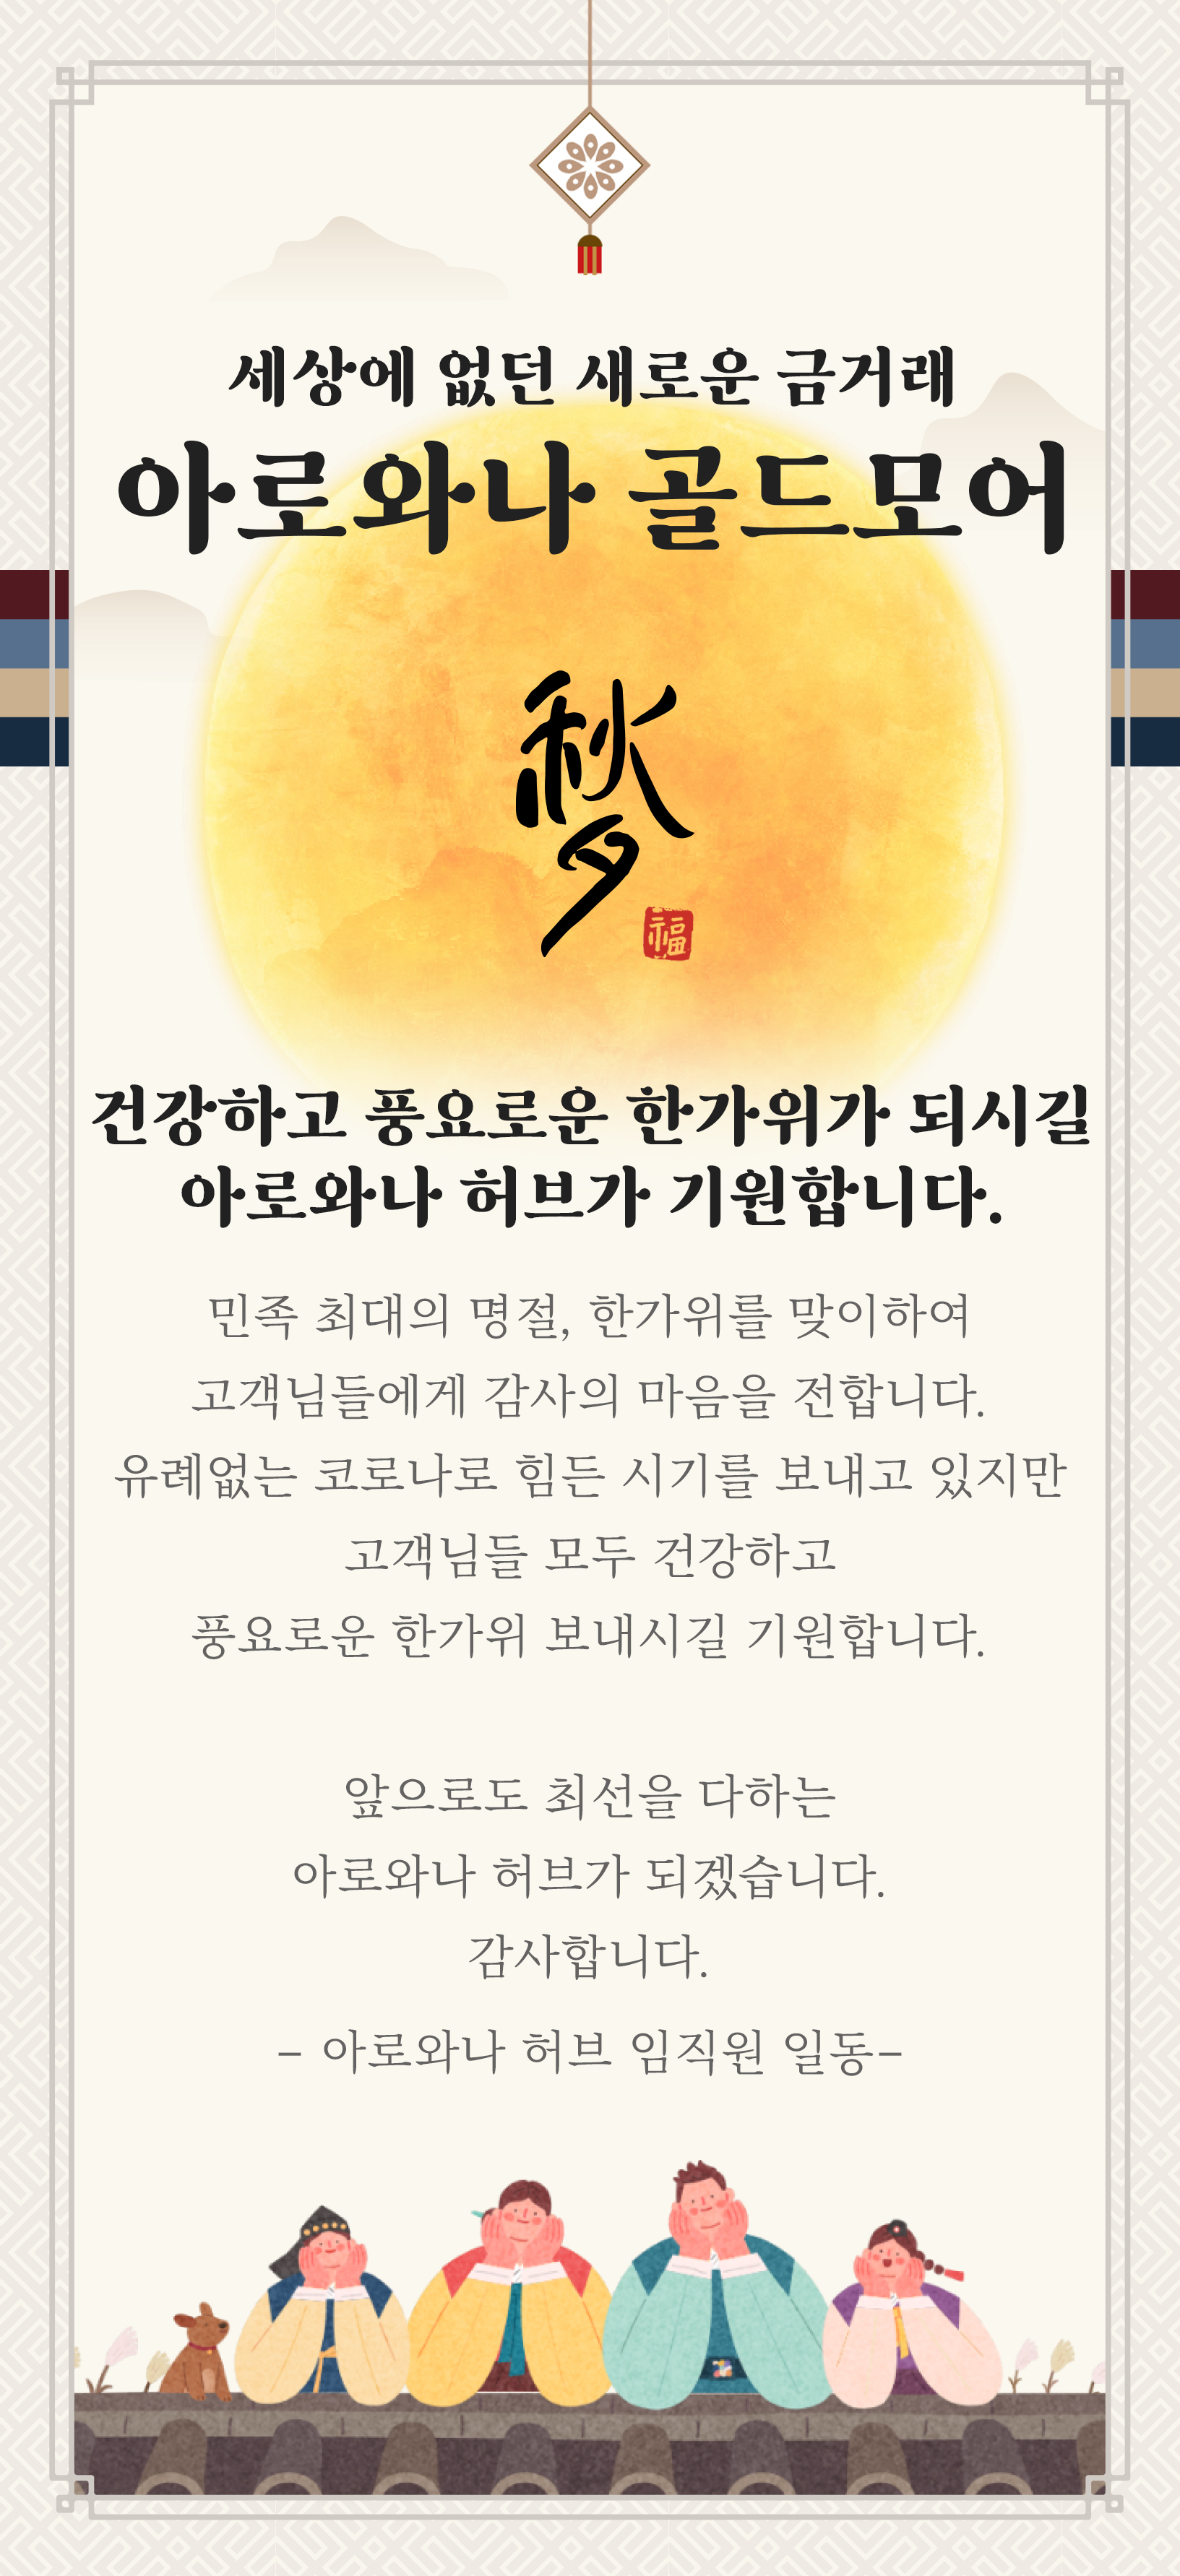 세상에 없던 새로운 금거래
아로와나 골드모어
秋
夕
福
건강하고 풍요로운 한가위가 되시길
아로와나 허브가 기원합니다.
민족 최대의 명절, 한가위를 맞이하여
고객님들에게 감사의 마음을 전합니다.
유례없는 코로나로 힘든 시기를 보내고 있지만
고객님들 모두 건강하고
풍요로운 한가위 보내시길 기원합니다.
앞으로도 최선을 다하는
아로와나 허브가 되겠습니다.
감사합니다.
- 아로와나 허브 임직원 일동-